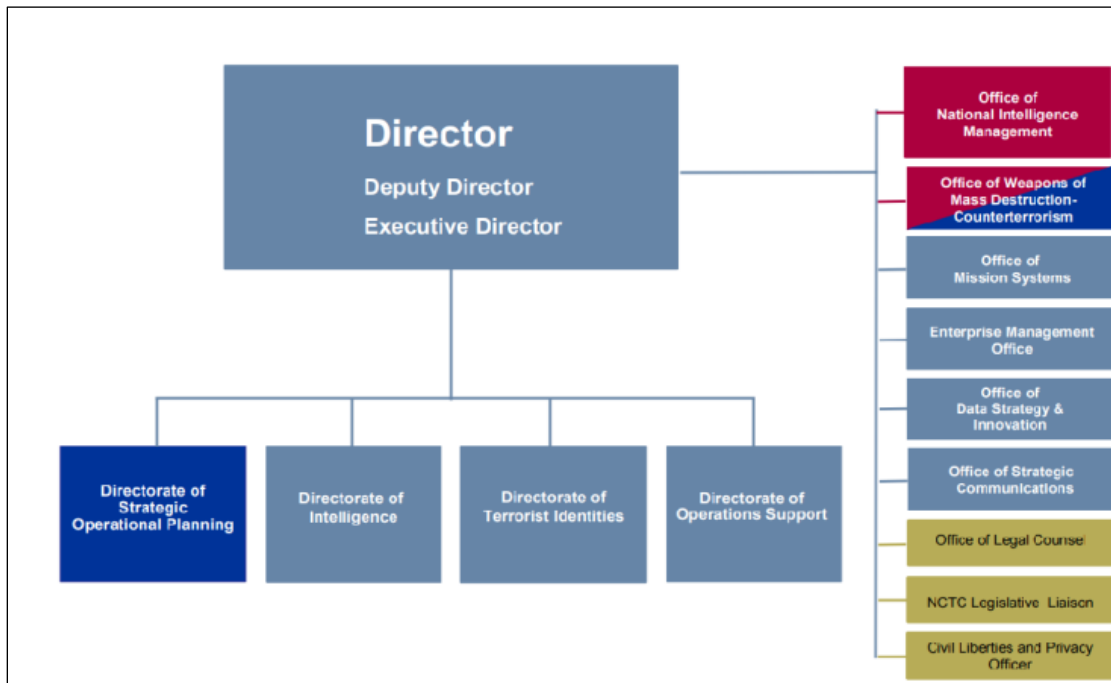 Director
Deputy Director
Executive Director
Office of
National Intelligence
Management
Office of Weapons of
Mass Destruction-
Counterterrorism
Office of
Mission Systems
Enterprise Management
Office
Office of
Data Strategy &
Innovation
Office of Strategic
Communications
Office of Legal Counsel
NCTC Legislative Liaison
Civil Liberties and Privacy
Officer
Directorate of
Strategic
Operational Planning
Directorate of
Intelligence
Directorate of
Terrorist Identities
Directorate of
Operations Support